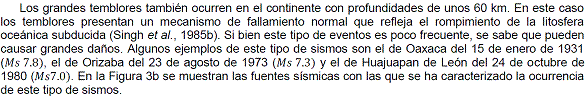 Los grandes temblores también ocurren en el continente con profundidades de unos 60 km. En este caso
los temblores presentan un mecanismo de fallamiento normal que refleja el rompimiento de la litosfera
oceánica subducida (Singh et al., 1985b). Si bien este tipo de eventos es poco frecuente, se sabe que pueden
causar grandes daños. Algunos ejemplos de este tipo de sismos son el de Oaxaca del 15 de enero de 1931
(Ms 7.8), el de Orizaba del 23 de agosto de 1973 (Ms 7.3) y el de Huajuapan de León del 24 de octubre de
1980 (Ms7.0). En la Figura 3b se muestran las fuentes sísmicas con las que se ha caracterizado la ocurrencia
de este tipo de sismos.